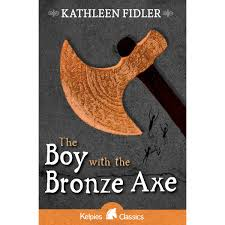 KATHLEEN FIDLER
The
Boy with the
Bronze Axe
Kelpies Classics